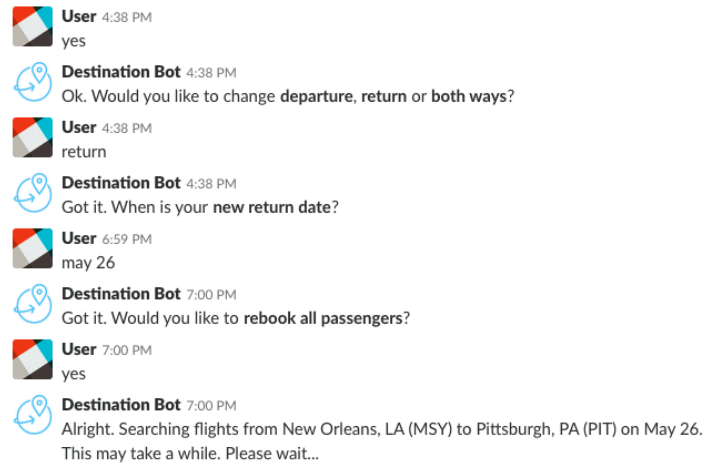 User 4:38 PM
yes
Destination Bot 4:38 PM
Ok. Would you like to change departure, return or both ways?
User 4:38 PM
return
Destination Bot 4:38 PM
Got it. When is your new return date?
User 6:59 PM
may 26
Destination Bot 7:00 PM
Got it. Would you like to rebook all passengers?
User 7:00 PM
yes
Destination Bot 7:00 PM
Alright. Searching flights from New Orleans, LA (MSY) to Pittsburgh, PA (PIT) on May 26.
This may take a while. Please wait...